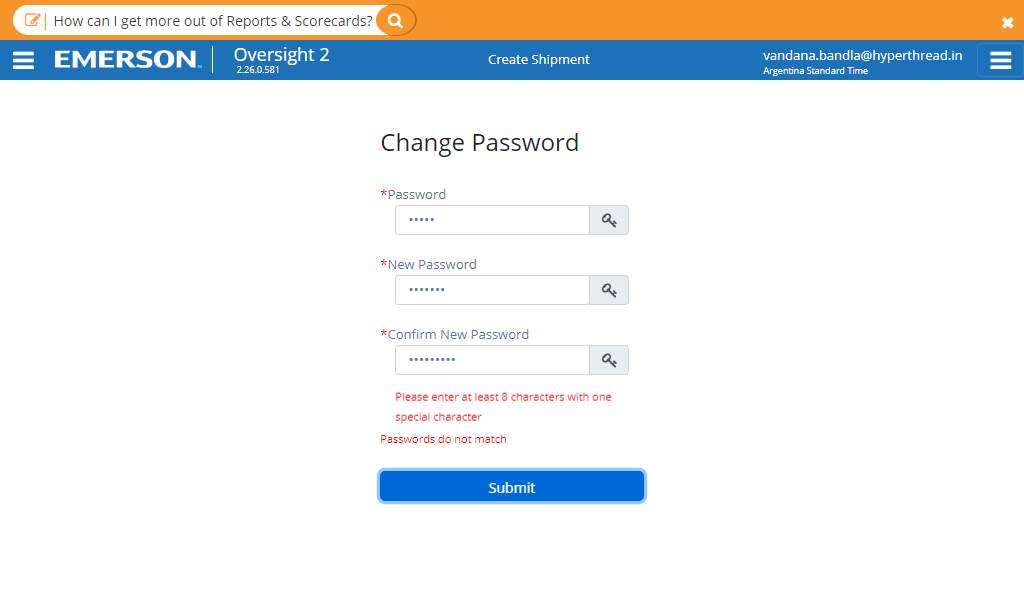 How can I get more out of Reports & Scorecards?
EMERSON™
Oversight 2
2.26.0.581
Create Shipment
vandana.bandla@hyperthread.in
Argentina Standard Time
Change Password
*Password
•••••
*New Password
•••••••
*Confirm New Password
•••••••••
Please enter at least 8 characters with one
special character
Passwords do not match
Submit